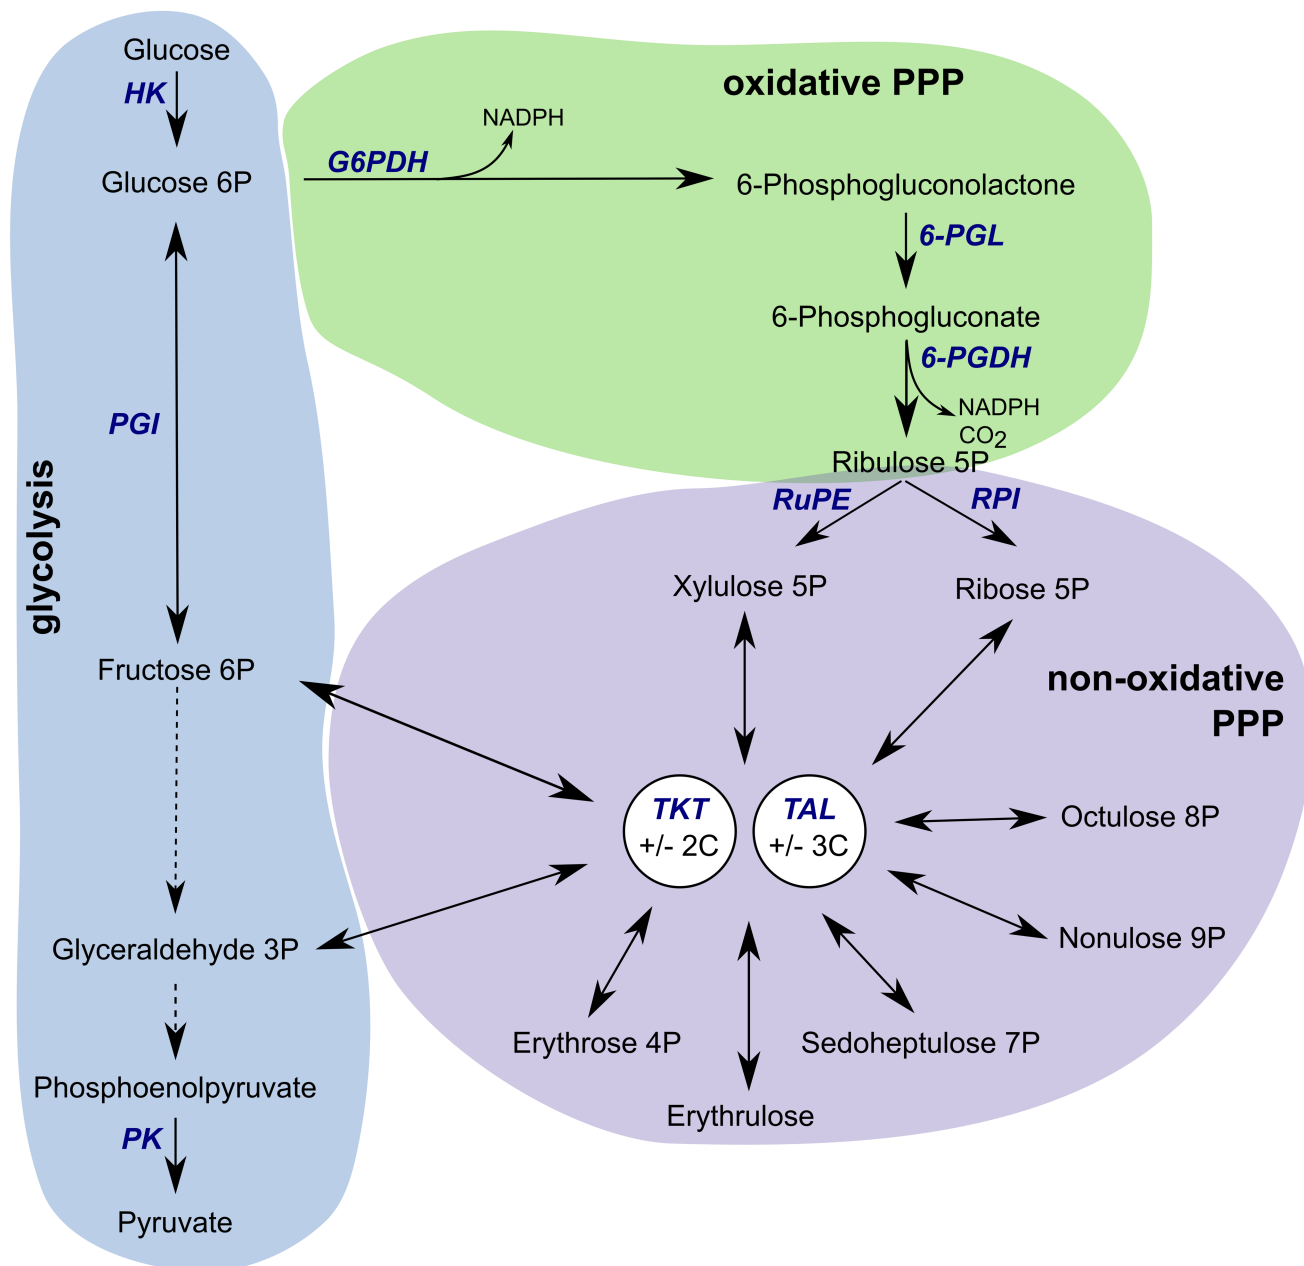 Glucose
HK
Glucose 6P
PGI
glycolysis
Fructose 6P
Glyceraldehyde 3P
Phosphoenolpyruvate
PK
Pyruvate
oxidative PPP
NADPH
G6PDH
6-Phosphogluconolactone
6-PGL
6-Phosphogluconate
6-PGDH
NADPH
CO2
Ribulose 5P
RuPE
RPI
Xylulose 5P
Ribose 5P
non-oxidative
PPP
TKT
+/- 2C
TAL
+/- 3C
Octulose 8P
Nonulose 9P
Erythrose 4P
Sedoheptulose 7P
Erythrulose